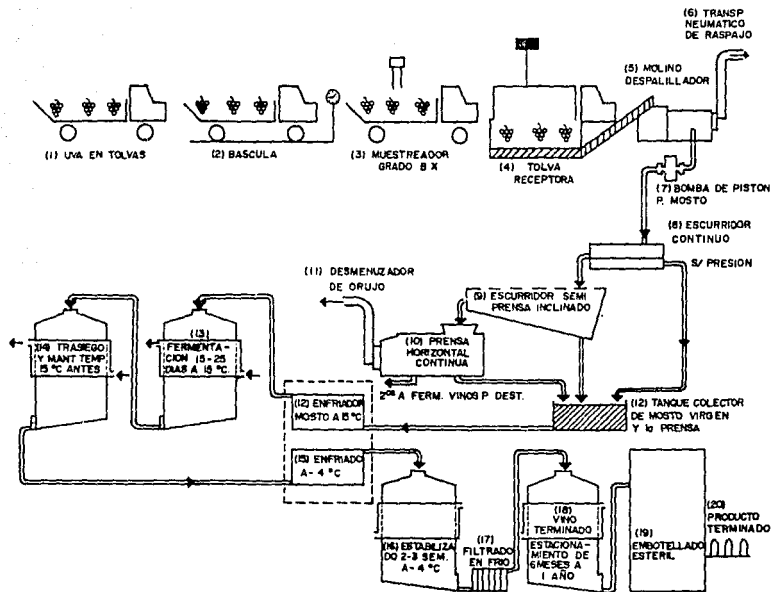 (1) UVA EN TOLVAS
(2) BASCULA
(3) MUESTREADOR
GRADO B X
(4) TOLVA
RECEPTORA
(5) MOLINO
DESPALILLADOR
(6) TRANSP
NEUMATICO
DE RASPAJO
(7) BOMBA DE PISTON
P. MOSTO
(8) ESCURRIDOR
CONTINUO
S/ PRESION
(9) ESCURRIDOR SEMI
PRENSA INCLINADO
(10) PRENSA
HORIZONTAL
CONTINUA
(11) DESMENUZADOR
DE ORUJO
2os A FERM. VINOS P DEST.
(12) TANQUE COLECTOR
DE MOSTO VIRGEN
Y 1a PRENSA
(12) ENFRIADOR
MOSTO A 15 °C
(13)
FERMENTA-
CION 15-25
DIAS A 15 °C
(14) TRASIEGO
Y MANT TEMP.
15 °C ANTES
(15) ENFRIADO
A- 4 °C
(16) ESTABILIZA
DO 2-3 SEM.
A- 4 °C
(17)
FILTRADO
EN FRIO
(18)
VINO
TERMINADO
ESTACIONA-
MIENTO DE
6 MESES A
1 AÑO
(19)
EMBOTELLADO
ESTERIL
(20)
PRODUCTO
TERMINADO